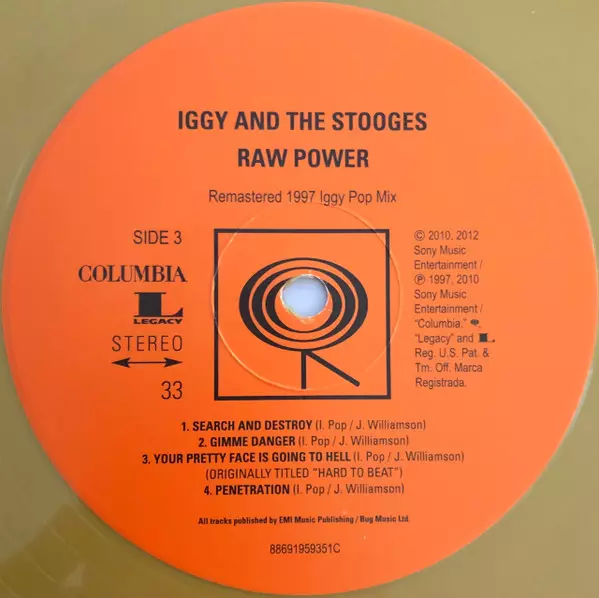 IGGY AND THE STOOGES
RAW POWER
Remastered 1997 Iggy Pop Mix
SIDE 3
COLUMBIA
L
LEGACY
STEREO
33
© 2010, 2012
Sony Music
Entertainment /
℗ 1997, 2010
Sony Music
Entertainment /
“Columbia,”
“Legacy” and L
Reg. U.S. Pat. &
Tm. Off. Marca
Registrada.
1. SEARCH AND DESTROY (I. Pop / J. Williamson)
2. GIMME DANGER (I. Pop / J. Williamson)
3. YOUR PRETTY FACE IS GOING TO HELL (I. Pop / J. Williamson)
(ORIGINALLY TITLED “HARD TO BEAT”)
4. PENETRATION (I. Pop / J. Williamson)
All tracks published by EMI Music Publishing / Bug Music Ltd.
88691959351C